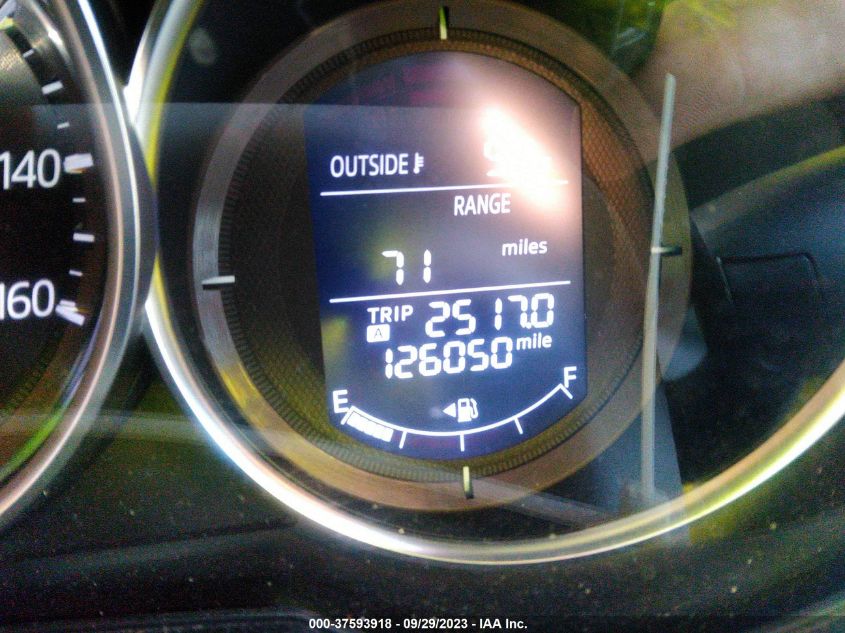 140
160
OUTSIDE
RANGE
71 miles
TRIP A 2517.0
126050 mile
E F
000-37593918 - 09/29/2023 - IAA Inc.